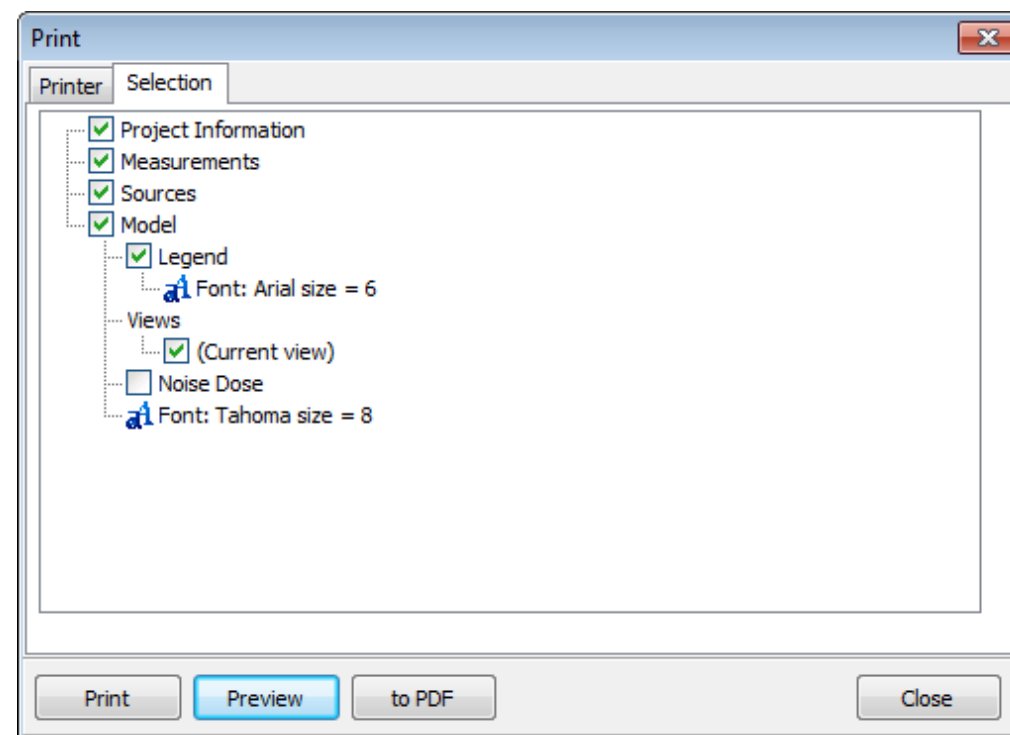 Print
Printer Selection
Project Information
Measurements
Sources
Model
Legend
Font: Arial size = 6
Views
(Current view)
Noise Dose
Font: Tahoma size = 8
Print Preview to PDF Close